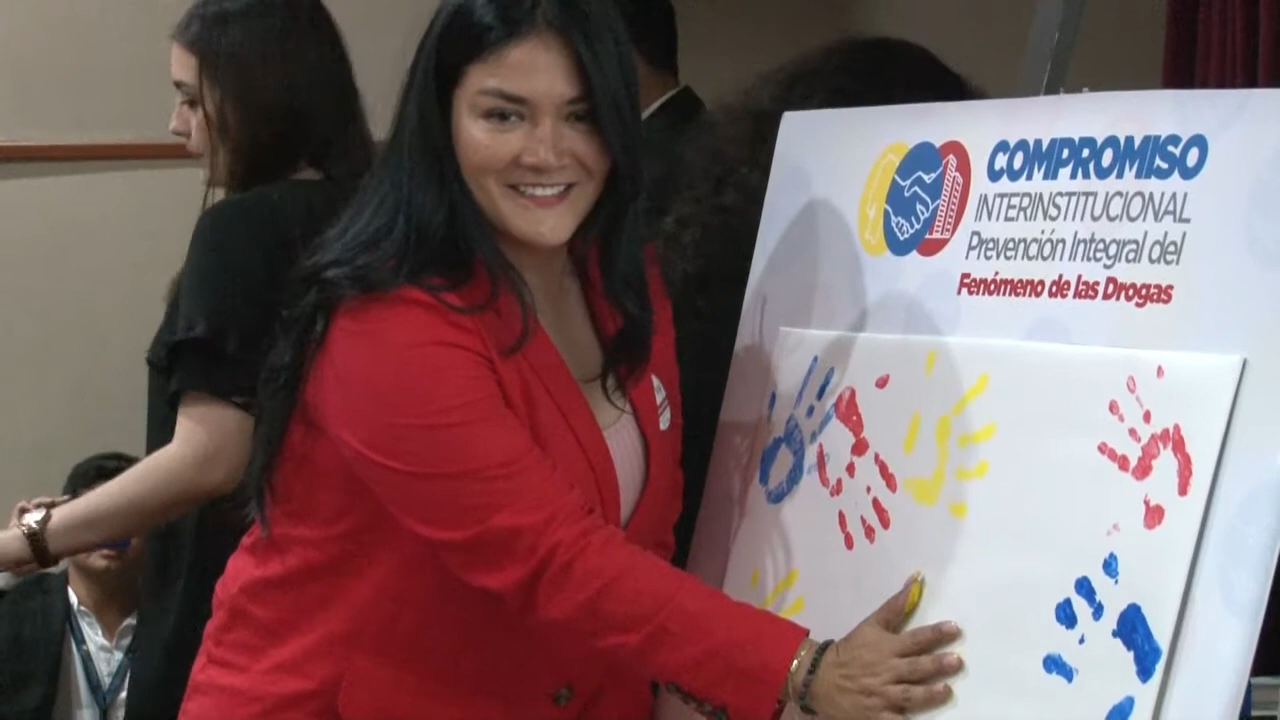 COMPROMISO
INTERINSTITUCIONAL
Prevención Integral del
Fenómeno de las Drogas